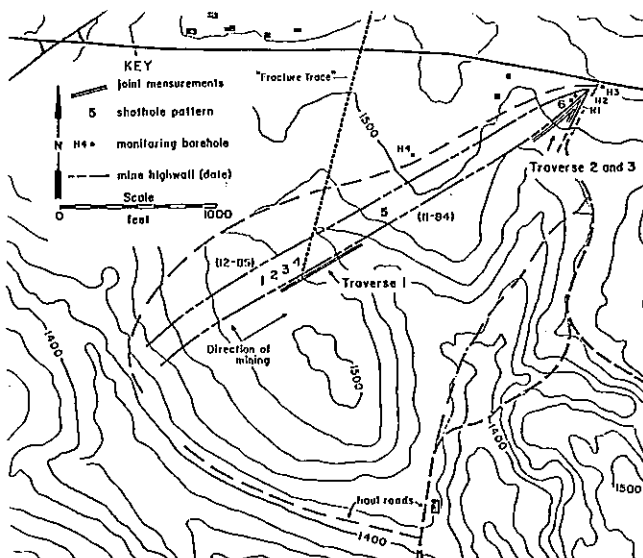 KEY
joint mensurements
5 shothole pattern
H4 monitoring borehole
mine highwall (date)
N
Scale
0 1000
feet
"Fracture Trace"
1500
H4
6
H3
H2
H1
Traverse 2 and 3
5
(11-84)
(12-85)
1 2 3 4
Traverse 1
Direction of
mining
1400
1500
1500
1400
1500
haul roads
1400